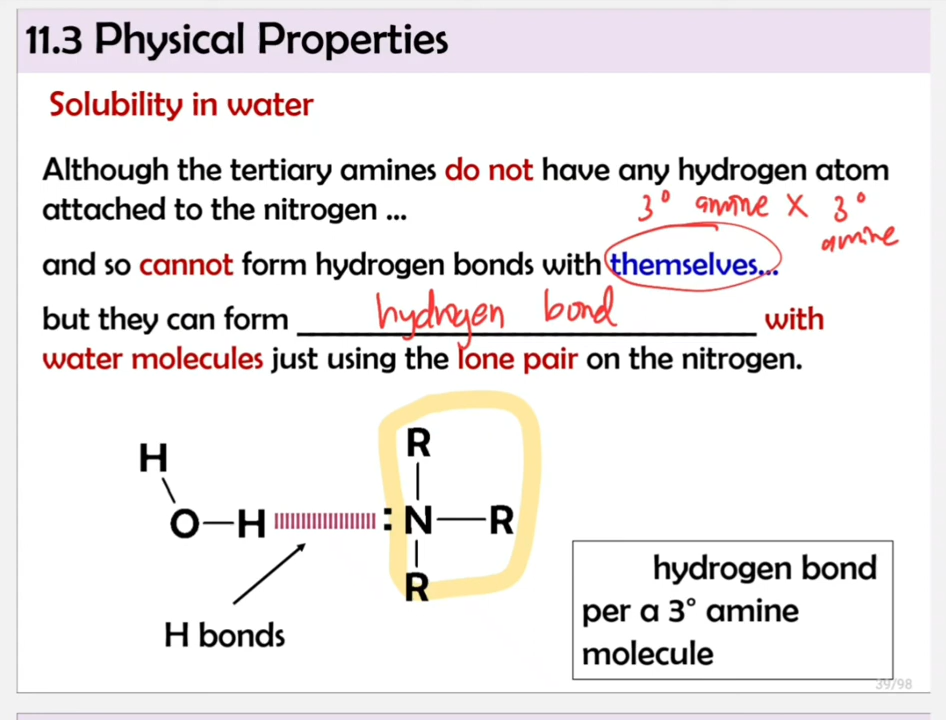 11.3 Physical Properties
Solubility in water
Although the tertiary amines do not have any hydrogen atom
attached to the nitrogen ...
3° amine X 3°
amine
and so cannot form hydrogen bonds with themselves...
but they can form hydrogen bond with
water molecules just using the lone pair on the nitrogen.
H
R
O—H :N—R
R
H bonds
hydrogen bond
per a 3° amine
molecule
39/98